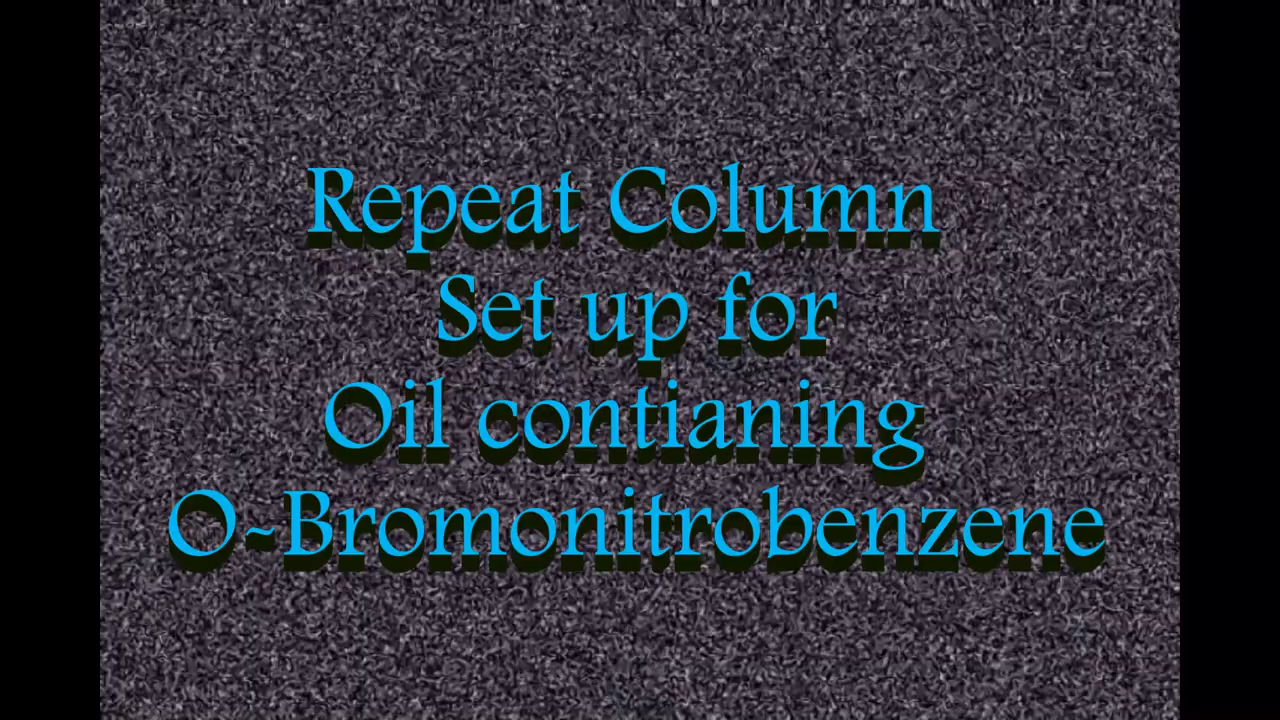 Repeat Column
Set up for
Oil contianing
O-Bromonitrobenzene